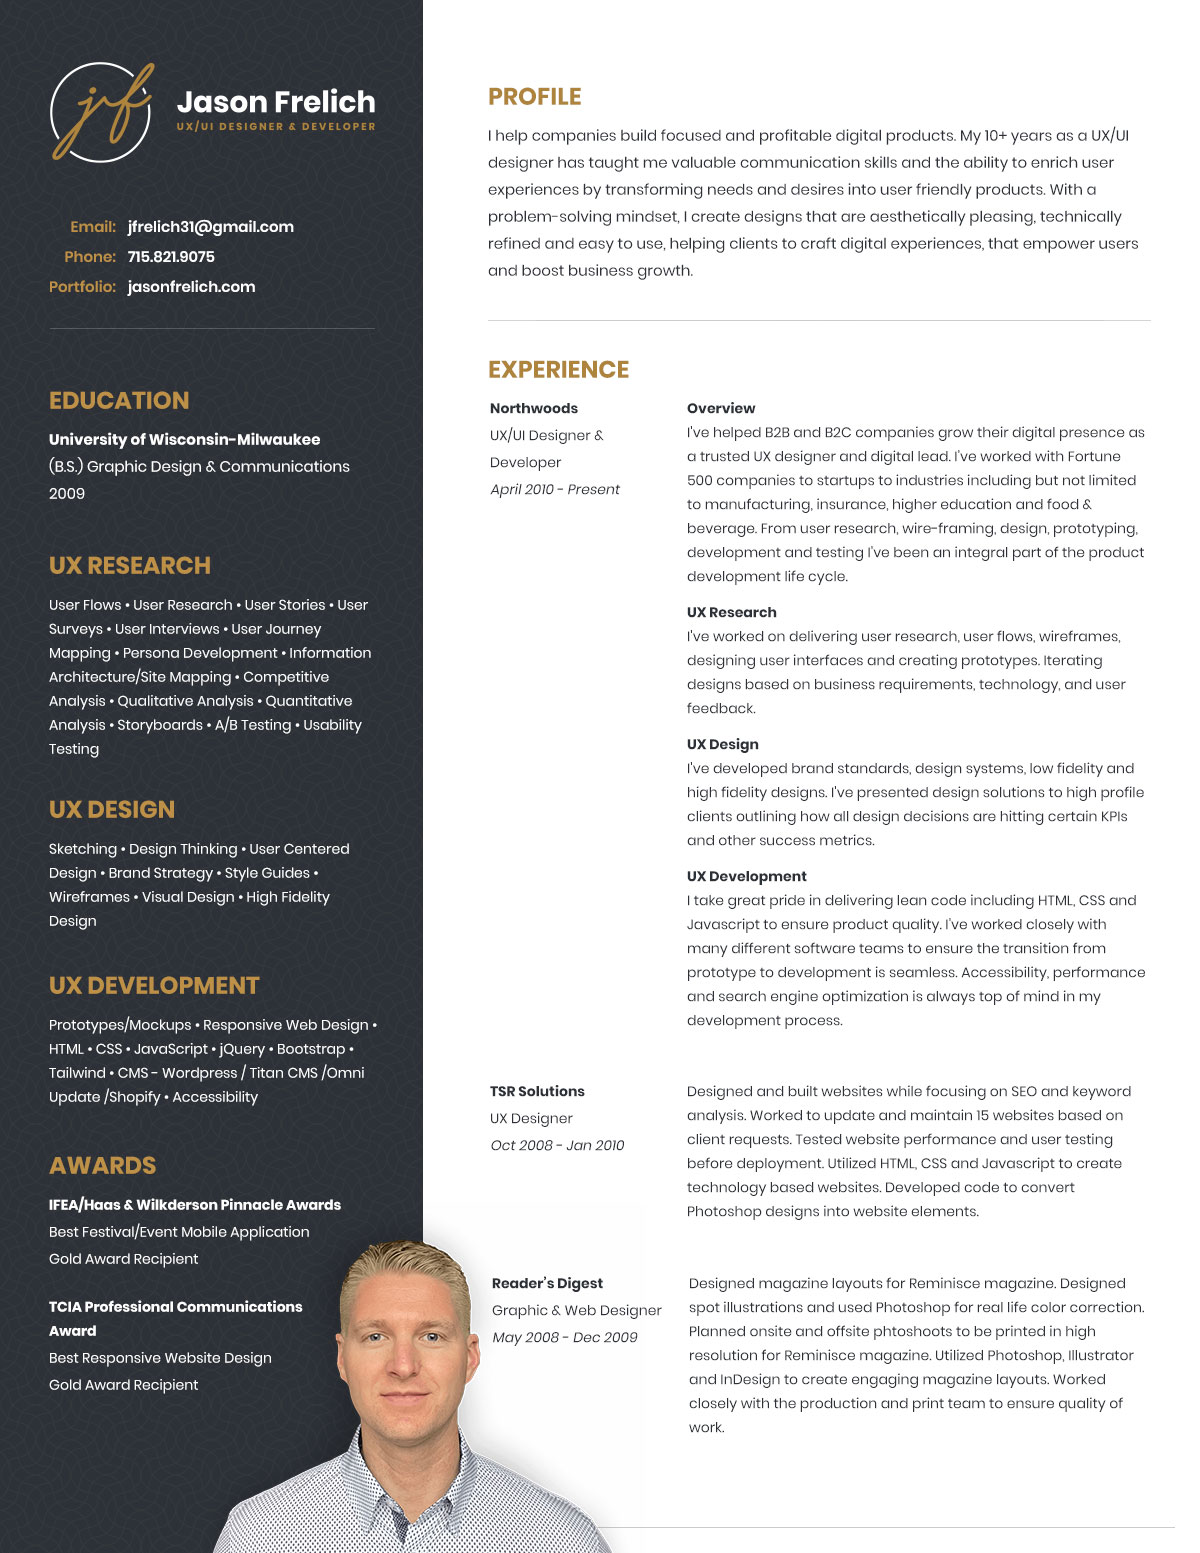 jf
Jason Frelich
UX/UI DESIGNER & DEVELOPER
Email: jfrelich31@gmail.com
Phone: 715.821.9075
Portfolio: jasonfrelich.com
EDUCATION
University of Wisconsin-Milwaukee
(B.S.) Graphic Design & Communications
2009
UX RESEARCH
User Flows • User Research • User Stories • User
Surveys • User Interviews • User Journey
Mapping • Persona Development • Information
Architecture/Site Mapping • Competitive
Analysis • Qualitative Analysis • Quantitative
Analysis • Storyboards • A/B Testing • Usability
Testing
UX DESIGN
Sketching • Design Thinking • User Centered
Design • Brand Strategy • Style Guides •
Wireframes • Visual Design • High Fidelity
Design
UX DEVELOPMENT
Prototypes/Mockups • Responsive Web Design •
HTML • CSS • JavaScript • jQuery • Bootstrap •
Tailwind • CMS - Wordpress / Titan CMS /Omni
Update /Shopify • Accessibility
AWARDS
IFEA/Haas & Wilkderson Pinnacle Awards
Best Festival/Event Mobile Application
Gold Award Recipient
TCIA Professional Communications
Award
Best Responsive Website Design
Gold Award Recipient
PROFILE
I help companies build focused and profitable digital products. My 10+ years as a UX/UI
designer has taught me valuable communication skills and the ability to enrich user
experiences by transforming needs and desires into user friendly products. With a
problem-solving mindset, I create designs that are aesthetically pleasing, technically
refined and easy to use, helping clients to craft digital experiences, that empower users
and boost business growth.
EXPERIENCE
Northwoods
UX/UI Designer &
Developer
April 2010 - Present
Overview
I've helped B2B and B2C companies grow their digital presence as
a trusted UX designer and digital lead. I've worked with Fortune
500 companies to startups to industries including but not limited
to manufacturing, insurance, higher education and food &
beverage. From user research, wire-framing, design, prototyping,
development and testing I've been an integral part of the product
development life cycle.
UX Research
I've worked on delivering user research, user flows, wireframes,
designing user interfaces and creating prototypes. Iterating
designs based on business requirements, technology, and user
feedback.
UX Design
I've developed brand standards, design systems, low fidelity and
high fidelity designs. I've presented design solutions to high profile
clients outlining how all design decisions are hitting certain KPIs
and other success metrics.
UX Development
I take great pride in delivering lean code including HTML, CSS and
Javascript to ensure product quality. I've worked closely with
many different software teams to ensure the transition from
prototype to development is seamless. Accessibility, performance
and search engine optimization is always top of mind in my
development process.
TSR Solutions
UX Designer
Oct 2008 - Jan 2010
Designed and built websites while focusing on SEO and keyword
analysis. Worked to update and maintain 15 websites based on
client requests. Tested website performance and user testing
before deployment. Utilized HTML, CSS and Javascript to create
technology based websites. Developed code to convert
Photoshop designs into website elements.
Reader's Digest
Graphic & Web Designer
May 2008 - Dec 2009
Designed magazine layouts for Reminisce magazine. Designed
spot illustrations and used Photoshop for real life color correction.
Planned onsite and offsite phtoshoots to be printed in high
resolution for Reminisce magazine. Utilized Photoshop, Illustrator
and InDesign to create engaging magazine layouts. Worked
closely with the production and print team to ensure quality of
work.